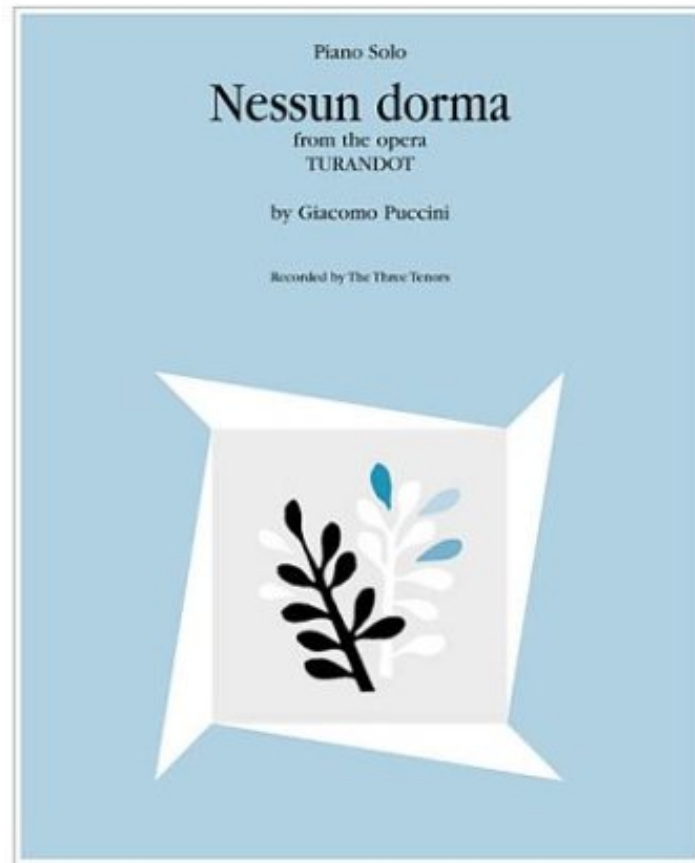 Piano Solo
Nessun dorma
from the opera
TURANDOT
by Giacomo Puccini
Recorded by The Three Tenors